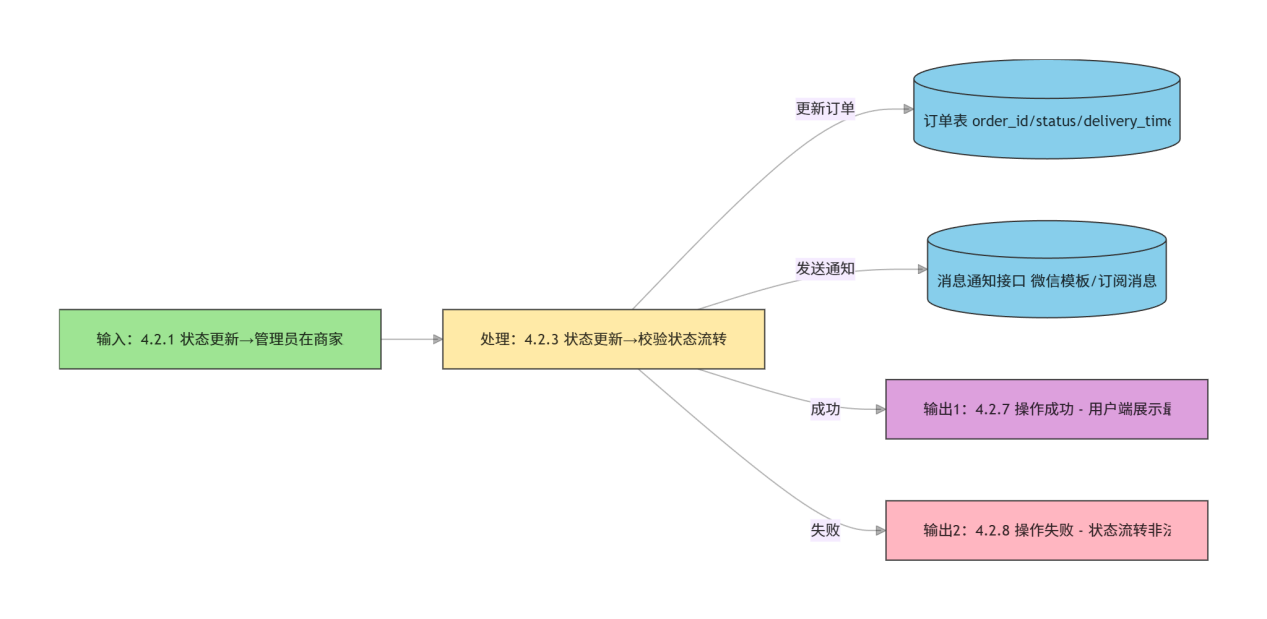 更新订单
订单表 order_id/status/delivery_time
发送通知
消息通知接口 微信模板/订阅消息
输入：4.2.1 状态更新→管理员在商家
处理：4.2.3 状态更新→校验状态流转
成功
输出1：4.2.7 操作成功 - 用户端展示
失败
输出2：4.2.8 操作失败 - 状态流转非